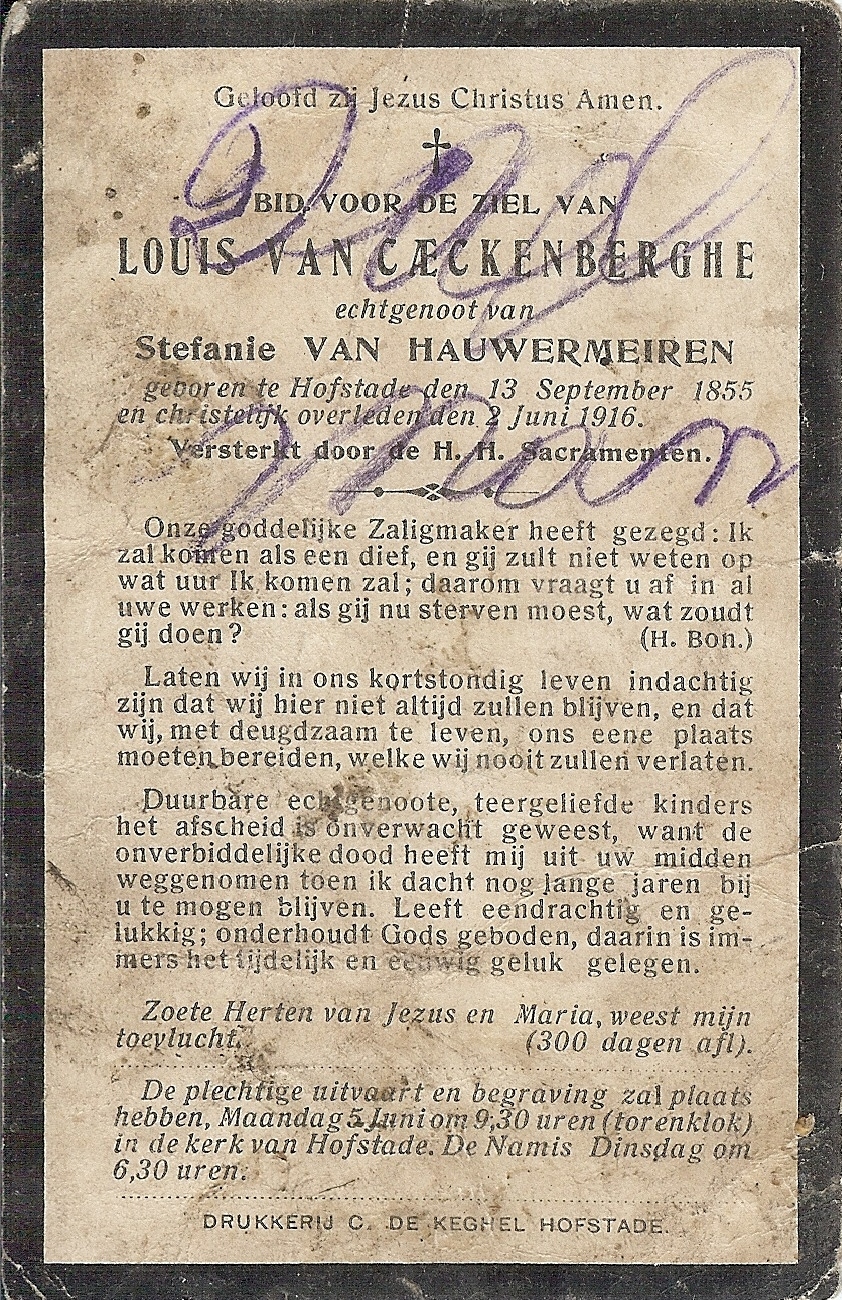 Geloofd zij Jezus Christus Amen.
BID VOOR DE ZIEL VAN
LOUIS VAN CÆCKENBERGHE
echtgenoot van
Stefanie VAN HAUWERMEIREN
geboren te Hofstade den 13 September 1855
en christelijk overleden den 2 Juni 1916.
Versterkt door de H. H. Sacramenten.
Onze goddelijke Zaligmaker heeft gezegd: Ik
zal komen als een dief, en gij zult niet weten op
wat uur Ik komen zal; daarom vraagt u af in al
uwe werken: als gij nu sterven moest, wat zoudt
gij doen? (H. Bon.)
Laten wij in ons kortstondig leven indachtig
zijn dat wij hier niet altijd zullen blijven, en dat
wij, met deugdzaam te leven, ons eene plaats
moeten bereiden, welke wij nooit zullen verlaten.
Duurbare echtgenoote, teergeliefde kinders
het afscheid is onverwacht geweest, want de
onverbiddelijke dood heeft mij uit uw midden
weggenomen toen ik dacht nog lange jaren bij
u te mogen blijven. Leeft eendrachtig en ge-
lukkig; onderhoudt Gods geboden, daarin is im-
mers het tijdelijk en eeuwig geluk gelegen.
Zoete Herten van Jezus en Maria, weest mijn
toevlucht. (300 dagen afl).
De plechtige uitvaart en begraving zal plaats
hebben, Maandag 5 Juni om 9,30 uren (torenklok)
in de kerk van Hofstade. De Namis Dinsdag om
6,30 uren.
DRUKKERIJ C. DE KEGHEL HOFSTADE.